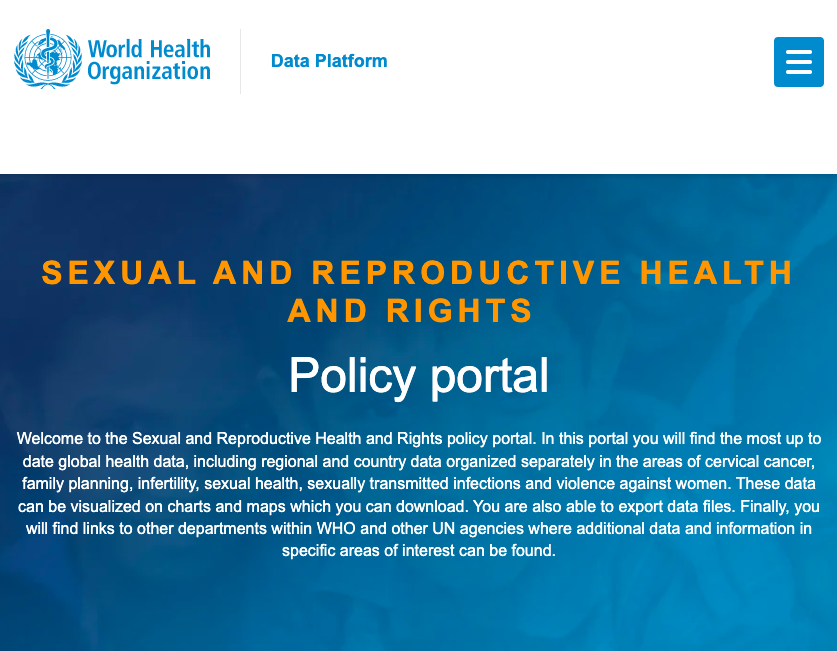 World Health
Organization
Data Platform
SEXUAL AND REPRODUCTIVE HEALTH
AND RIGHTS
Policy portal
Welcome to the Sexual and Reproductive Health and Rights policy portal. In this portal you will find the most up to
date global health data, including regional and country data organized separately in the areas of cervical cancer,
family planning, infertility, sexual health, sexually transmitted infections and violence against women. These data
can be visualized on charts and maps which you can download. You are also able to export data files. Finally, you
will find links to other departments within WHO and other UN agencies where additional data and information in
specific areas of interest can be found.